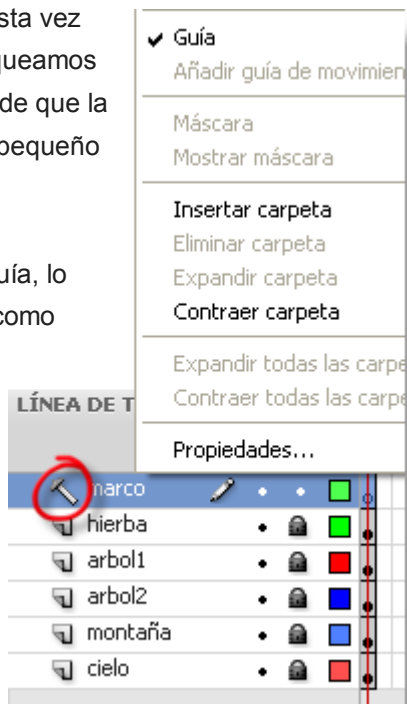 sta vez
queamos
de que la
pequeño
uía, lo
como
Guía
Añadir guía de movimien
Máscara
Mostrar máscara
Insertar carpeta
Eliminar carpeta
Expandir carpeta
Contraer carpeta
Expandir todas las carpe
Contraer todas las carpe
Propiedades...
LÍNEA DE T
marco
hierba
arbol1
arbol2
montaña
cielo